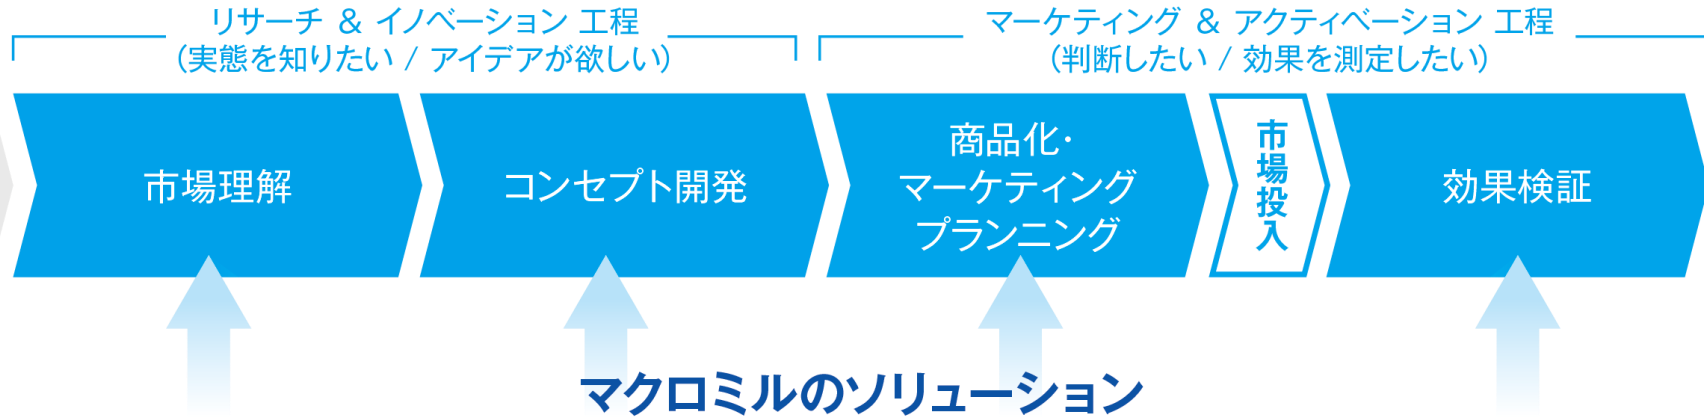 リサーチ ＆ イノベーション 工程
（実態を知りたい / アイデアが欲しい）
マーケティング ＆ アクティベーション 工程
（判断したい / 効果を測定したい）
市場理解
コンセプト開発
商品化・
マーケティング
プランニング
市場投入
効果検証
マクロミルのソリューション